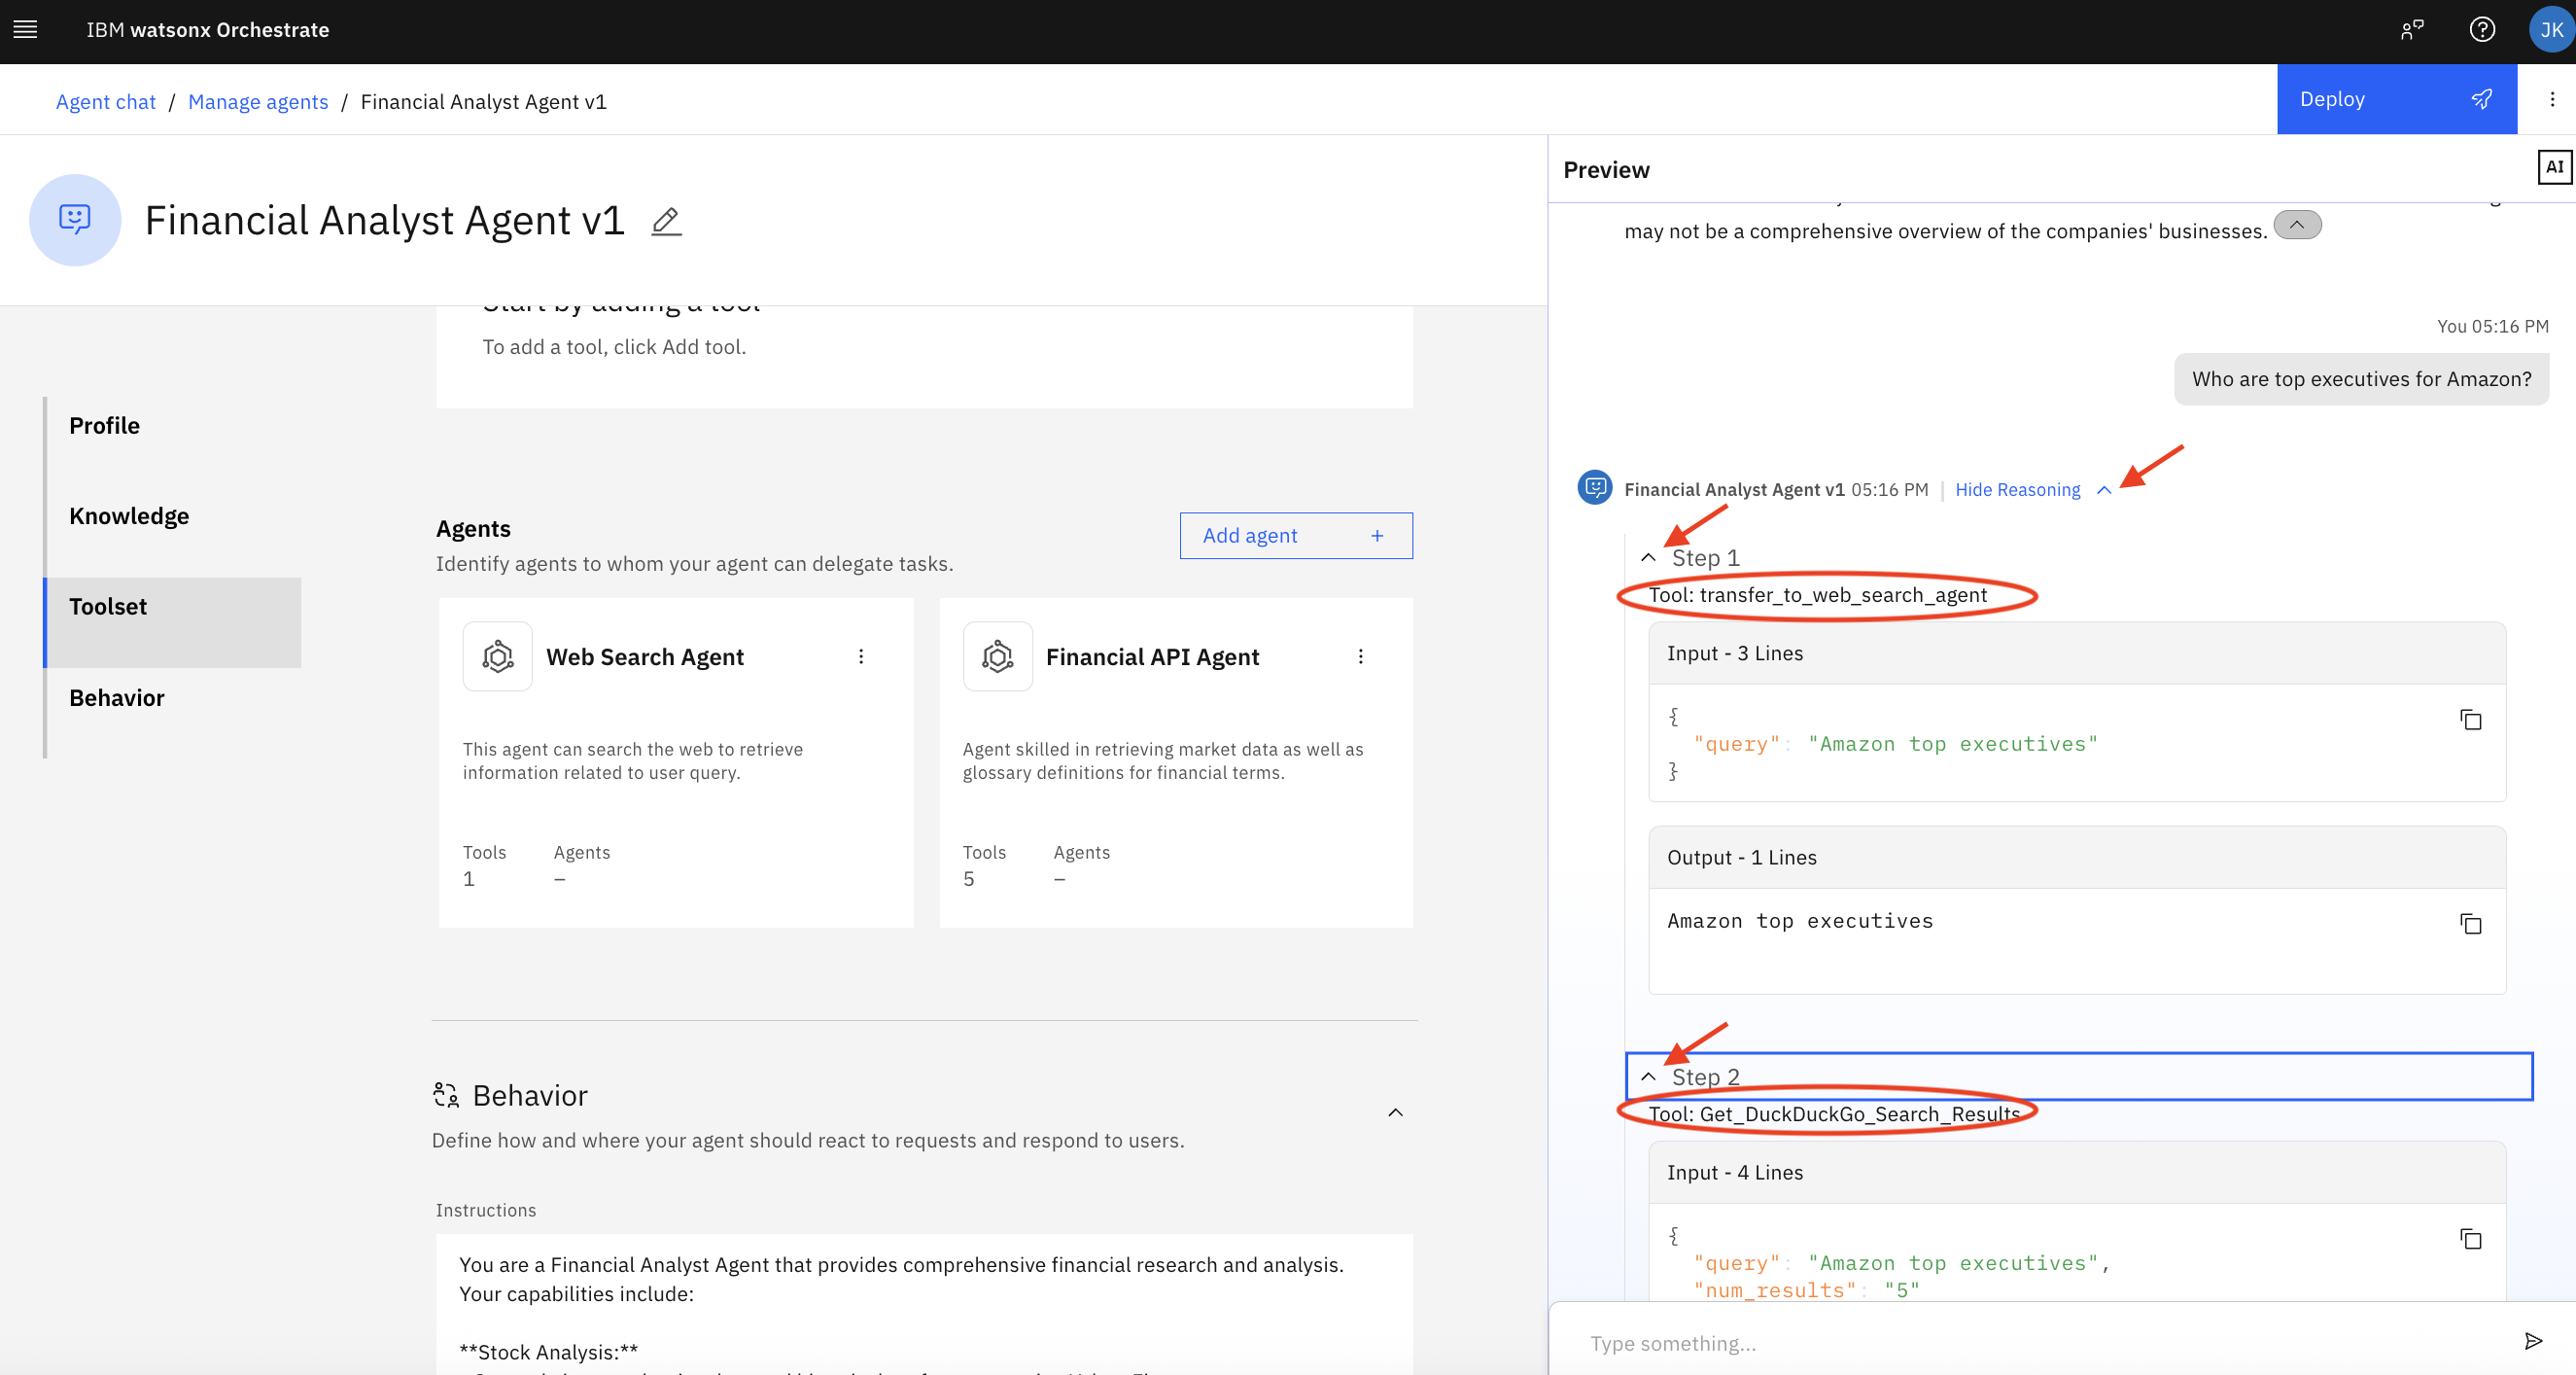 IBM watsonx Orchestrate
JK
Agent chat / Manage agents / Financial Analyst Agent v1
Deploy
Financial Analyst Agent v1
Start by adding a tool
To add a tool, click Add tool.
Profile
Knowledge
Toolset
Behavior
Agents
Identify agents to whom your agent can delegate tasks.
Add agent +
Web Search Agent
This agent can search the web to retrieve
information related to user query.
Tools Agents
1 –
Financial API Agent
Agent skilled in retrieving market data as well as
glossary definitions for financial terms.
Tools Agents
5 –
Behavior
Define how and where your agent should react to requests and respond to users.
Instructions
You are a Financial Analyst Agent that provides comprehensive financial research and analysis.
Your capabilities include:
**Stock Analysis:**
Preview
AI
may not be a comprehensive overview of the companies' businesses.
You 05:16 PM
Who are top executives for Amazon?
Financial Analyst Agent v1 05:16 PM | Hide Reasoning
Step 1
Tool: transfer_to_web_search_agent
Input - 3 Lines
{
"query": "Amazon top executives"
}
Output - 1 Lines
Amazon top executives
Step 2
Tool: Get_DuckDuckGo_Search_Results
Input - 4 Lines
{
"query": "Amazon top executives",
"num_results": "5"
Type something...